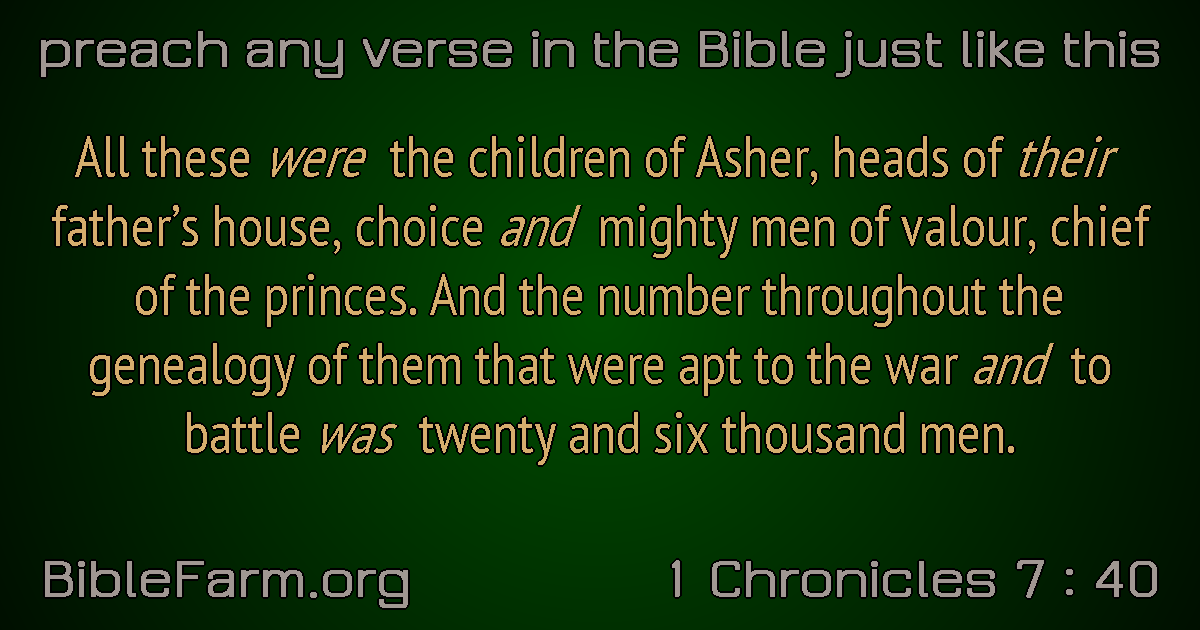 preach any verse in the Bible just like this
All these were the children of Asher, heads of their
father’s house, choice and mighty men of valour, chief
of the princes. And the number throughout the
genealogy of them that were apt to the war and to
battle was twenty and six thousand men.
BibleFarm.org
1 Chronicles 7 : 40